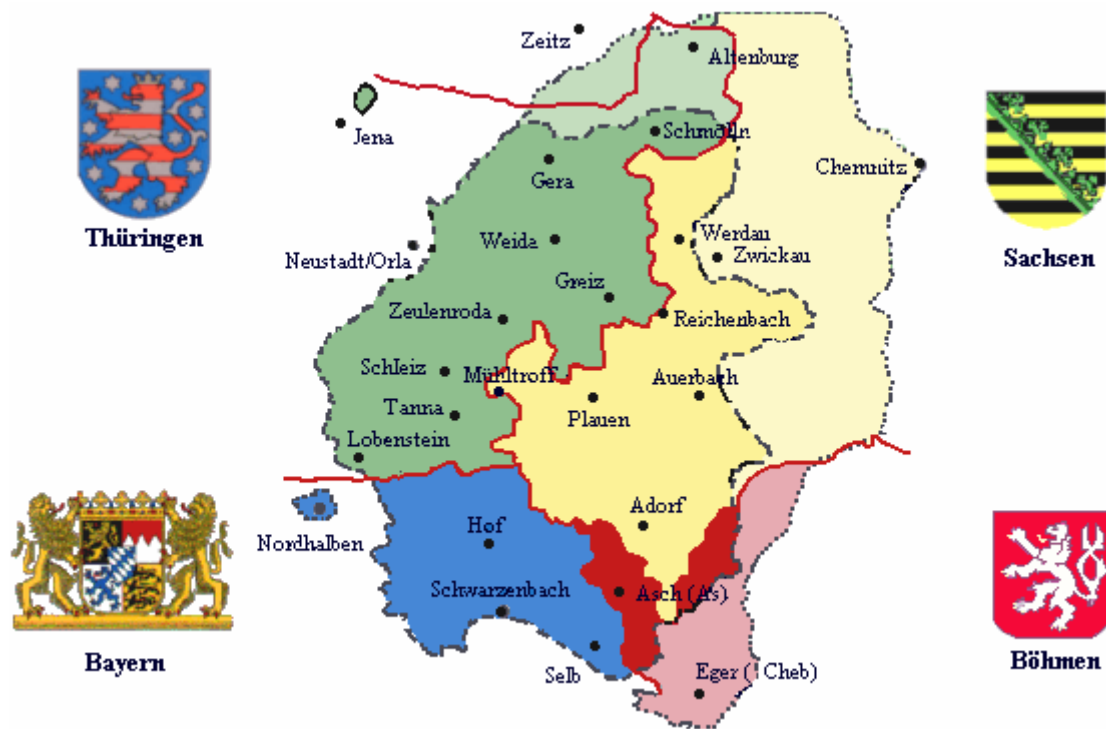 Zeitz
Altenburg
Jena
Schmölln
Gera
Chemnitz
Thüringen
Weida
Werdau
Neustadt/Orla
Zwickau
Sachsen
Greiz
Zeulenroda
Reichenbach
Schleiz
Mühltroff
Auerbach
Tanna
Plauen
Lobenstein
Adorf
Hof
Nordhalben
Schwarzenbach
Asch (As)
Bayern
Selb
Eger ( Cheb)
Böhmen